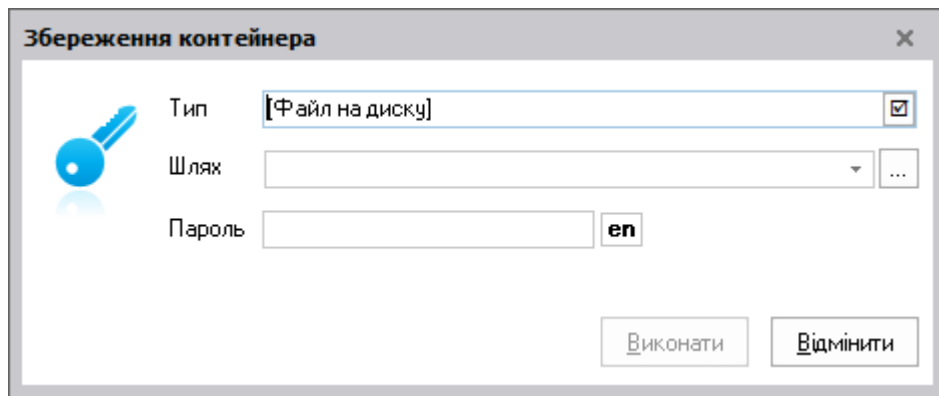 Збереження контейнера
Тип [Файл на диску]
Шлях ...
Пароль en
Виконати Відмінити